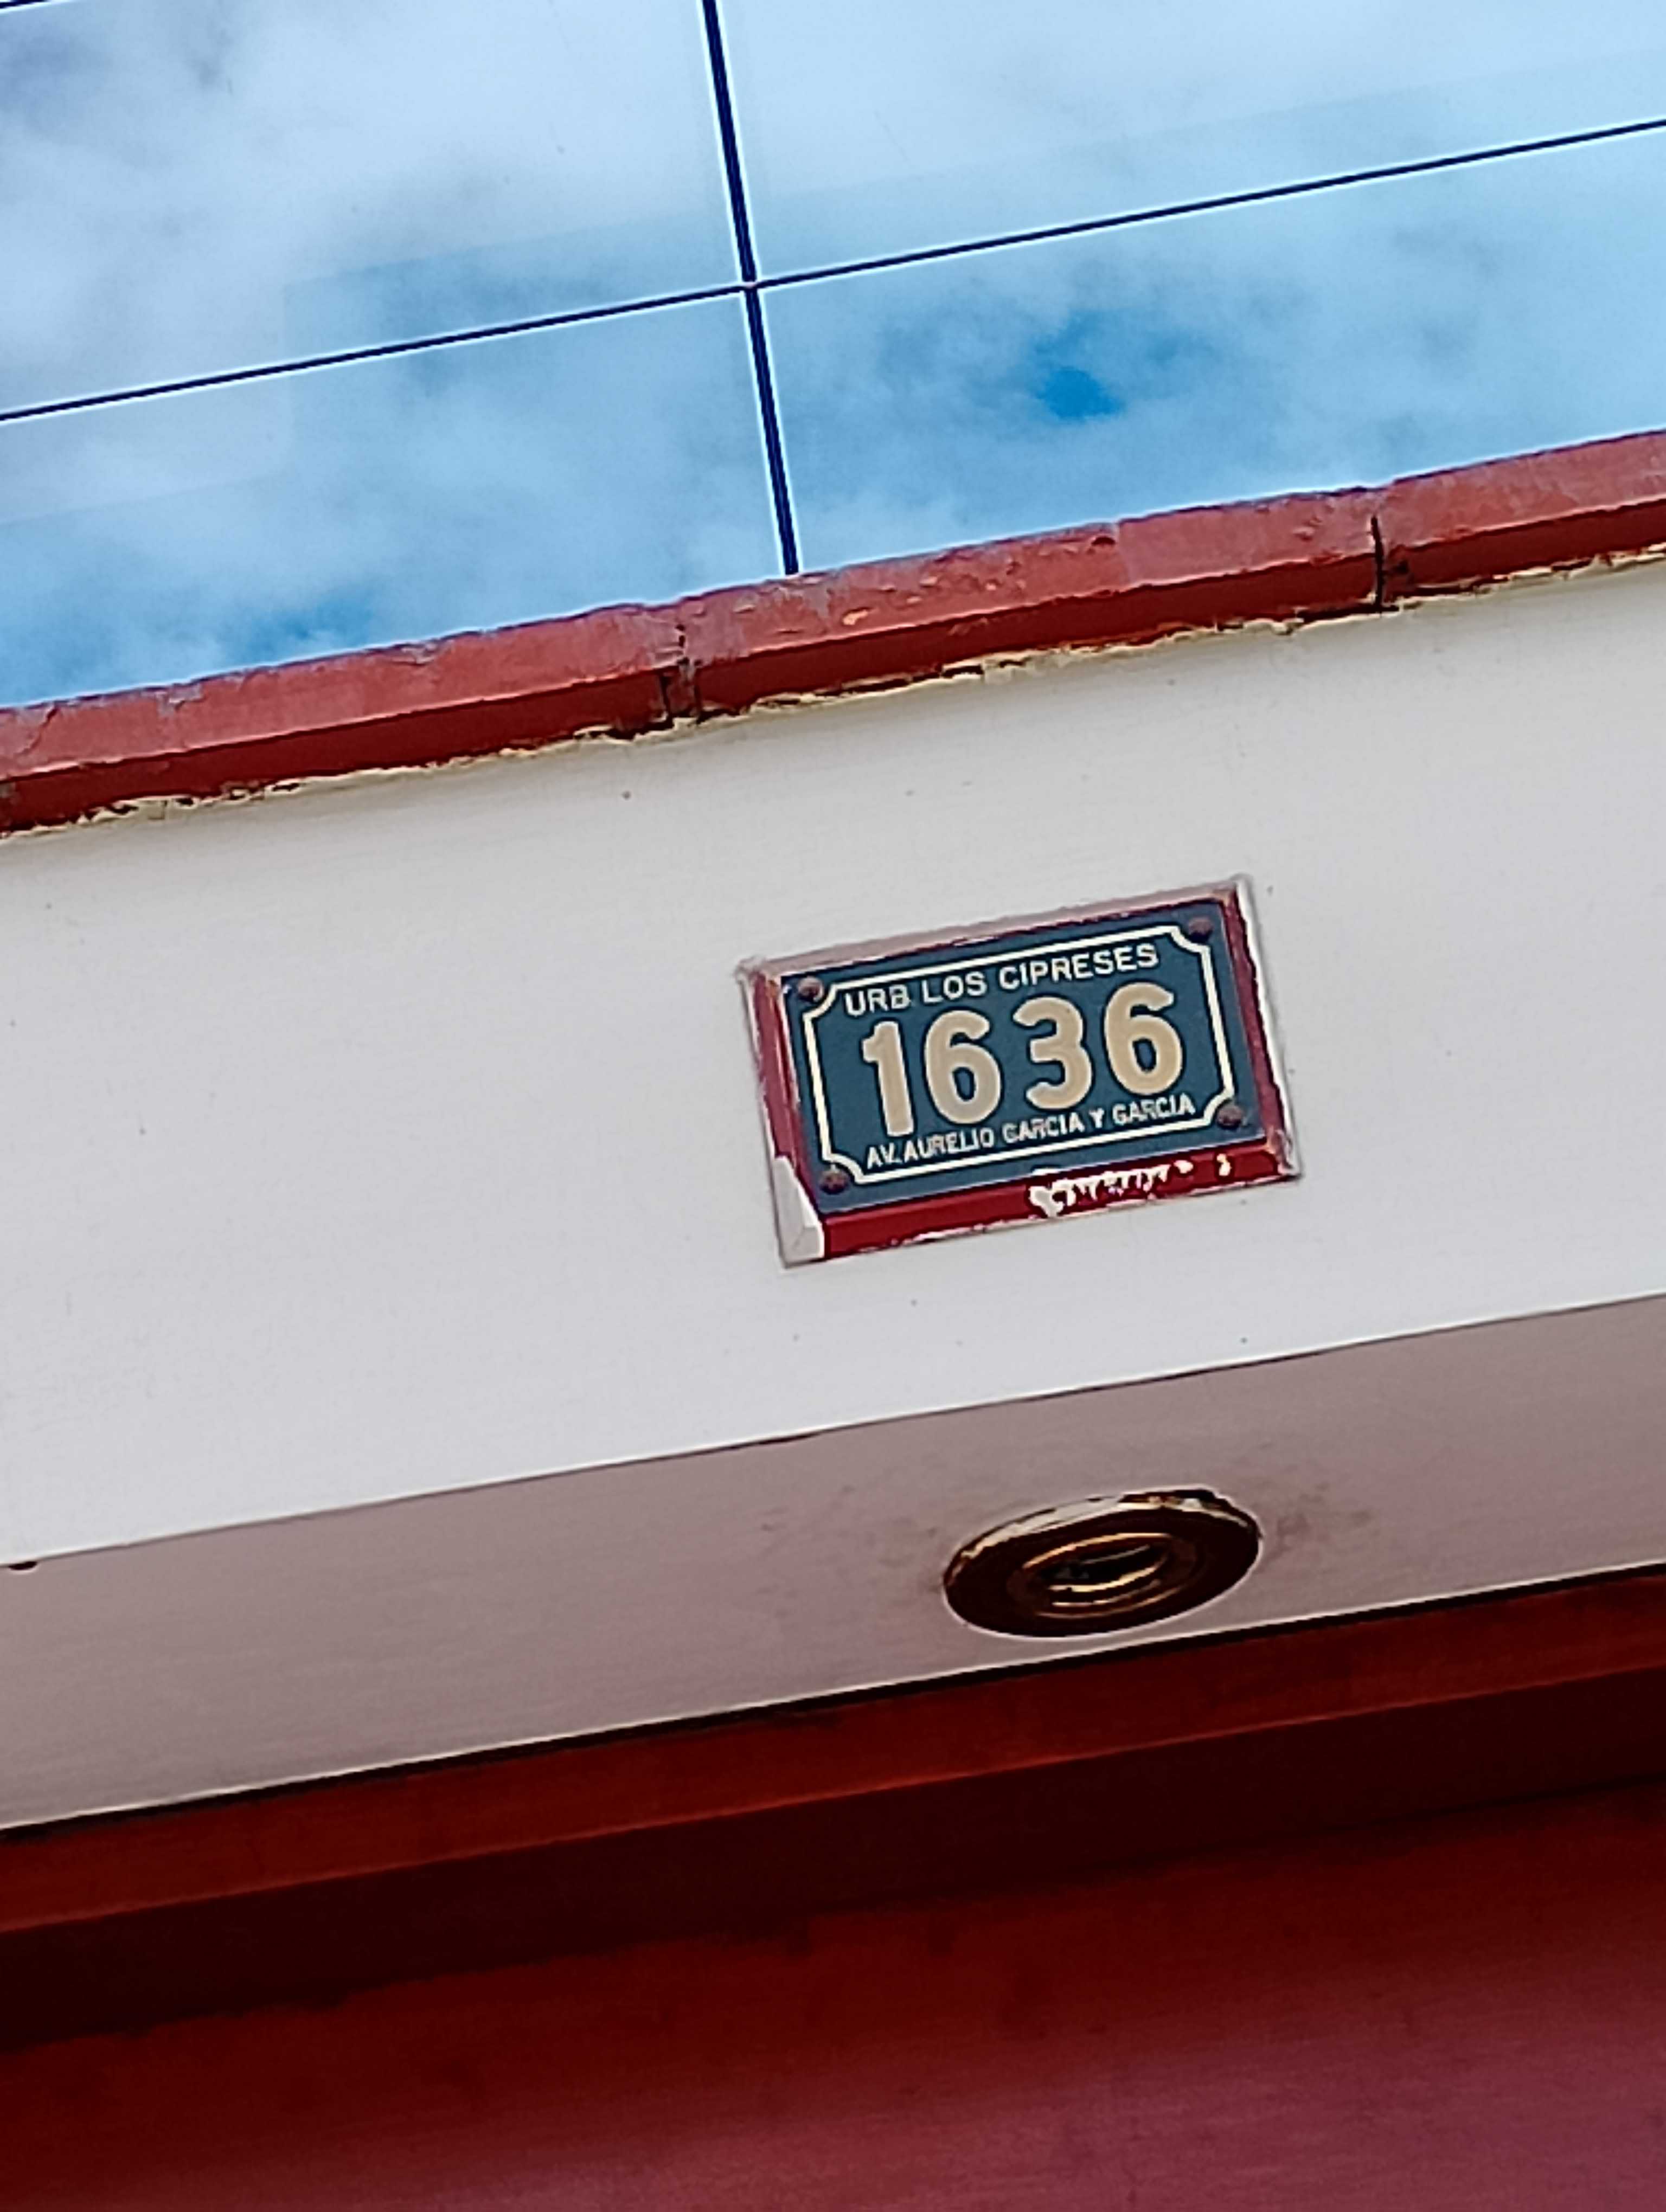 URB LOS CIPRESES
1636
AV. AURELIO GARCIA Y GARCIA